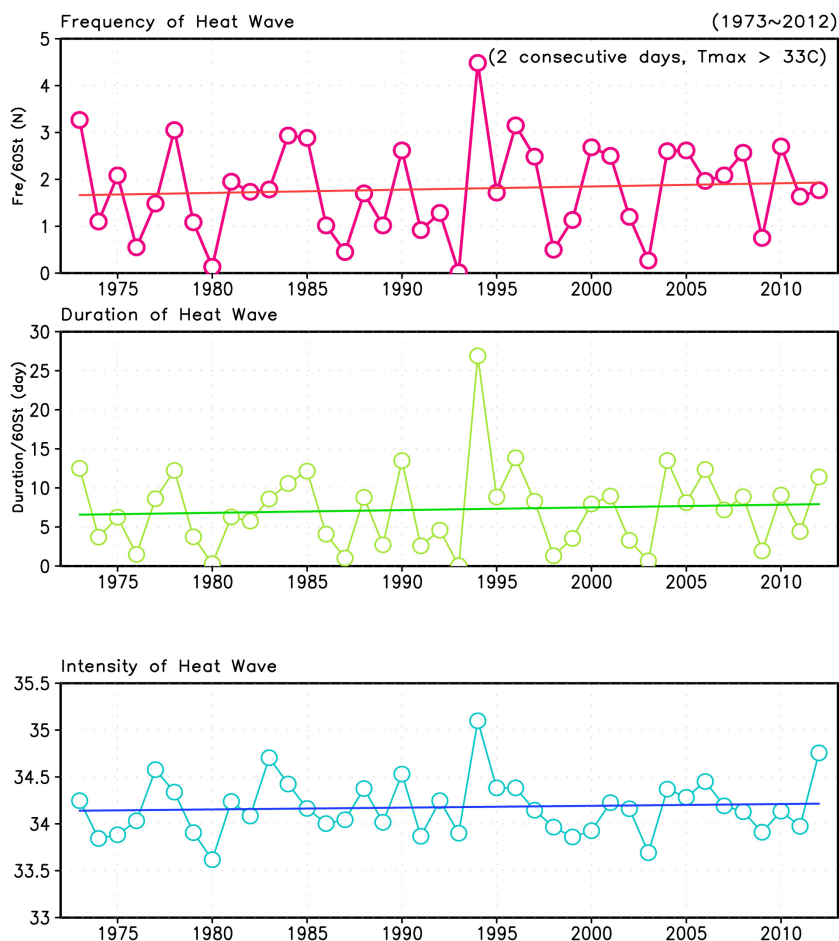 Frequency of Heat Wave
(1973~2012)
(2 consecutive days, Tmax > 33C)
Fre/60St (N)
5
4
3
2
1
0
1975 1980 1985 1990 1995 2000 2005 2010
Duration of Heat Wave
Duration/60St (day)
30
25
20
15
10
5
0
1975 1980 1985 1990 1995 2000 2005 2010
Intensity of Heat Wave
35.5
35
34.5
34
33.5
33
1975 1980 1985 1990 1995 2000 2005 2010